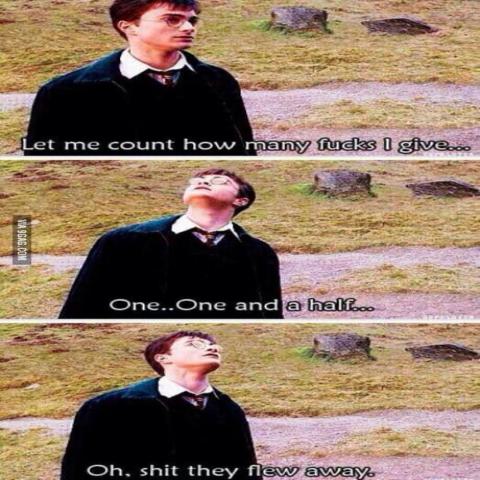 Let me count how many fucks I give...
VIA 9GAG.COM
One..One and a half...
Oh, shit they flew away.